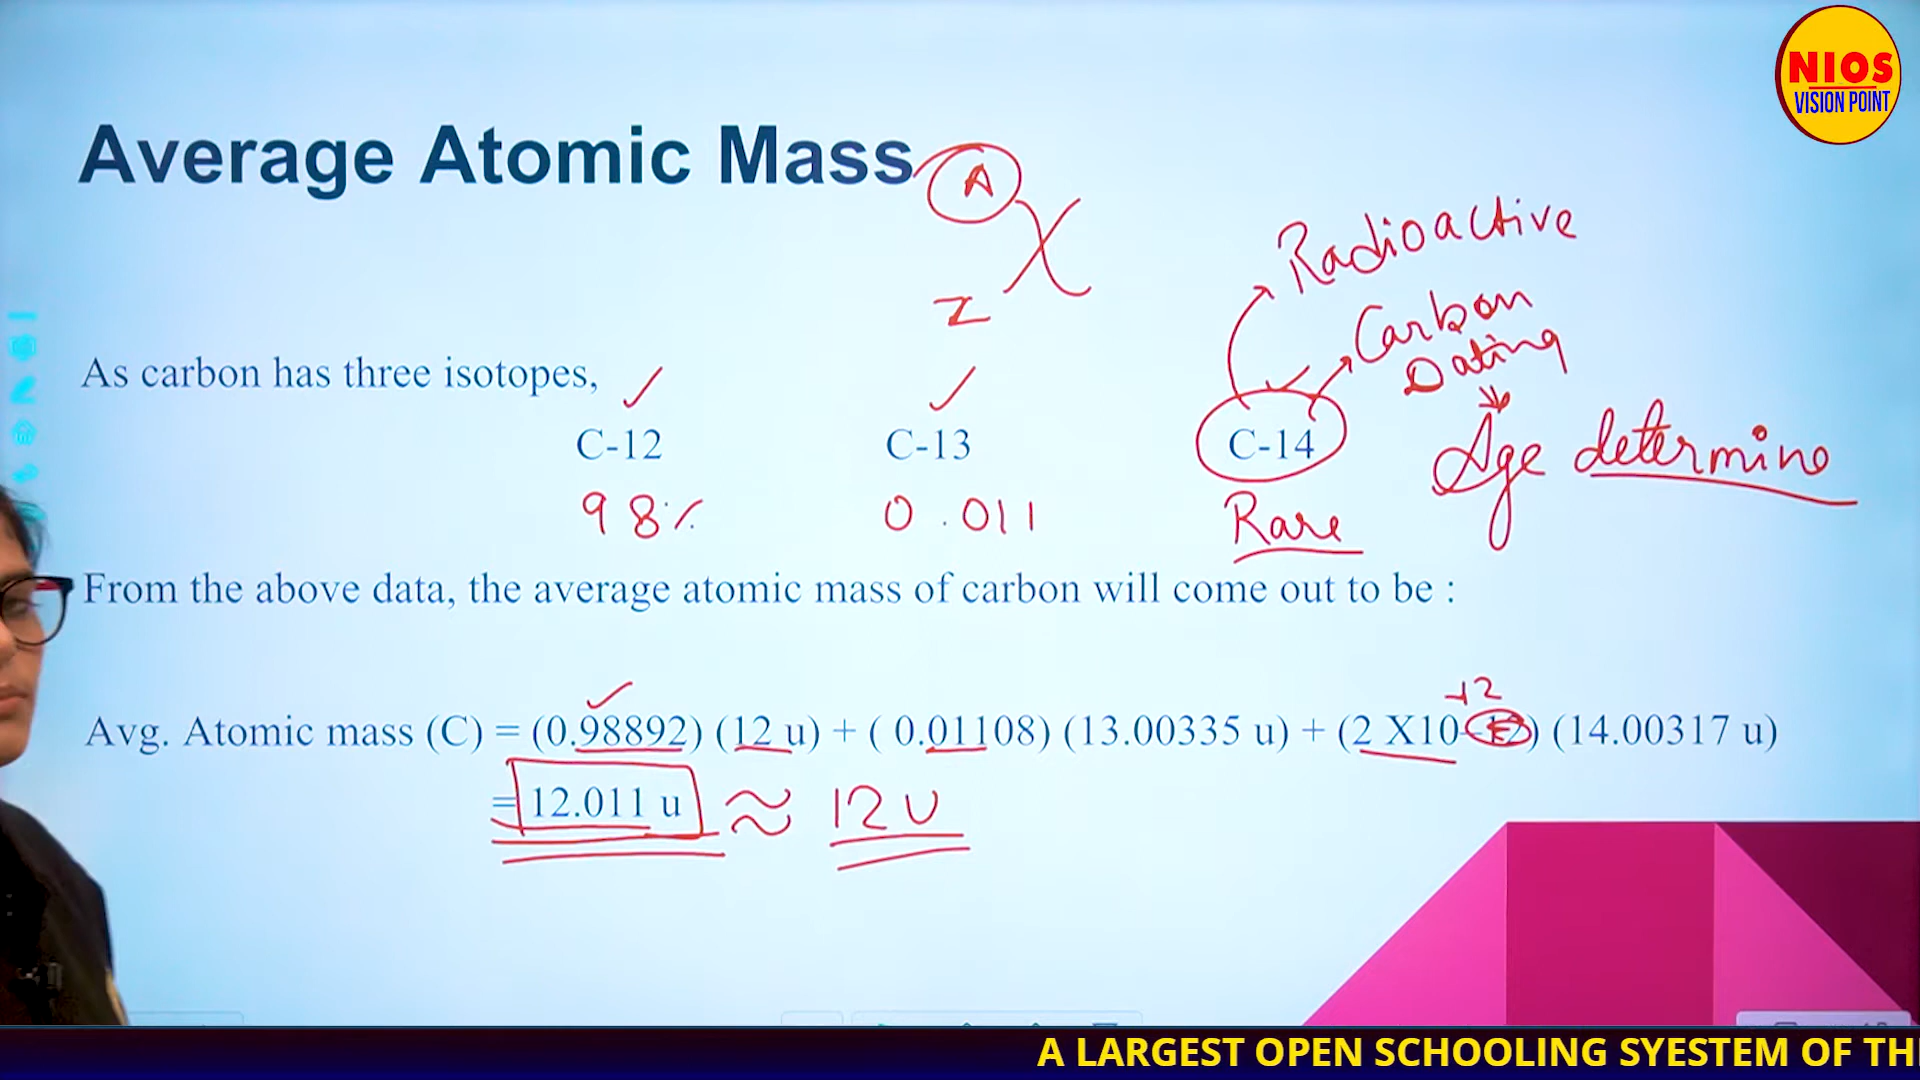 NIOS
VISION POINT
Average Atomic Mass
A
X
Z
Radioactive
Carbon
Dating
As carbon has three isotopes,
C-12 C-13 C-14
Age determine
98% 0.011 Rare
From the above data, the average atomic mass of carbon will come out to be :
-12
Avg. Atomic mass (C) = (0.98892) (12 u) + ( 0.01108) (13.00335 u) + (2 X10-12) (14.00317 u)
= 12.011 u ≈ 12 u
A LARGEST OPEN SCHOOLING SYESTEM OF TH